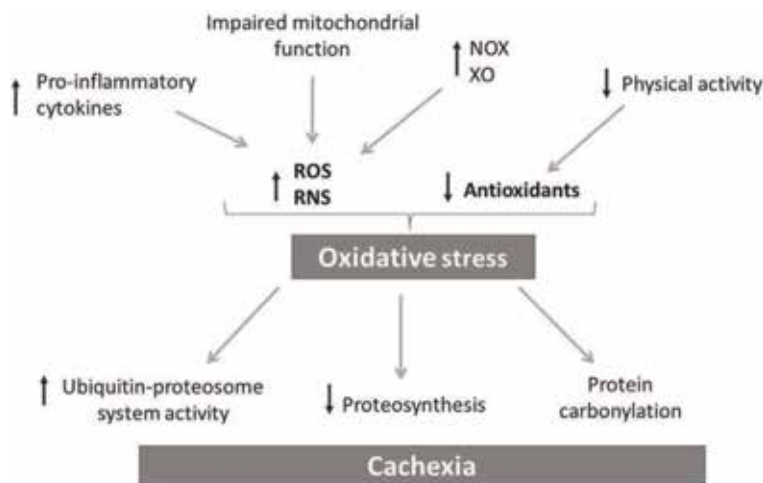 Impaired mitrochondrial
function
NOX
XO
Pro-inflammatory
cytokines
Physical activity
ROS
RNS
Antioxidants
Oxidative stress
Ubiquitin-proteosome
system activity
Proteosynthesis
Protein
carbonylation
Cachexia